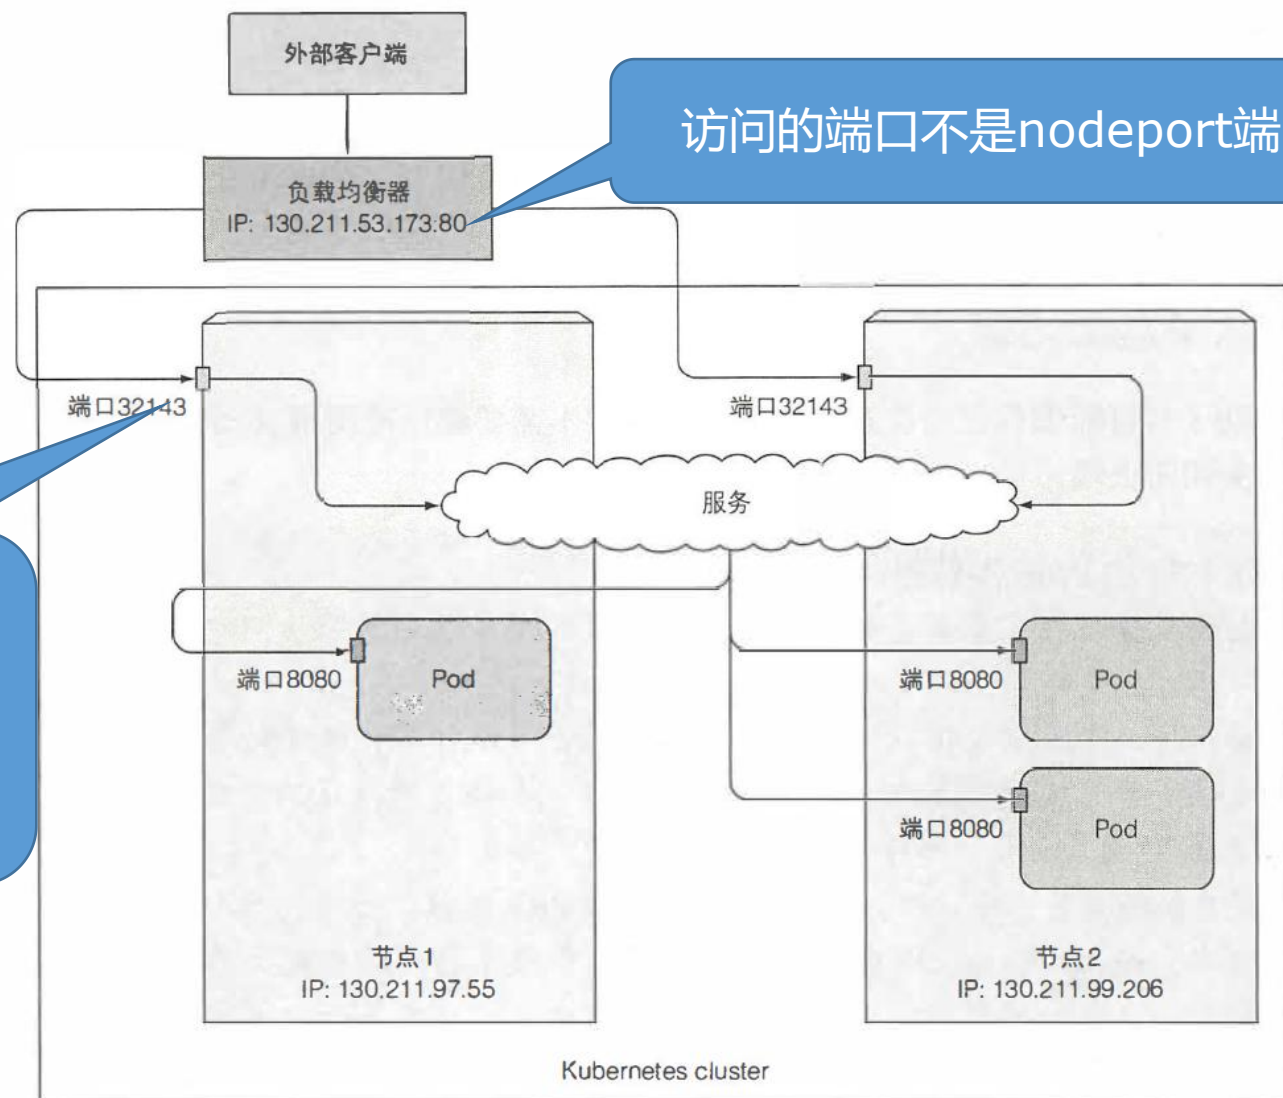 外部客户端
访问的端口不是nodeport端
负载均衡器
IP: 130.211.53.173:80
端口32143
端口32143
服务
端口8080
Pod
端口8080
Pod
端口8080
Pod
节点1
IP: 130.211.97.55
节点2
IP: 130.211.99.206
Kubernetes cluster